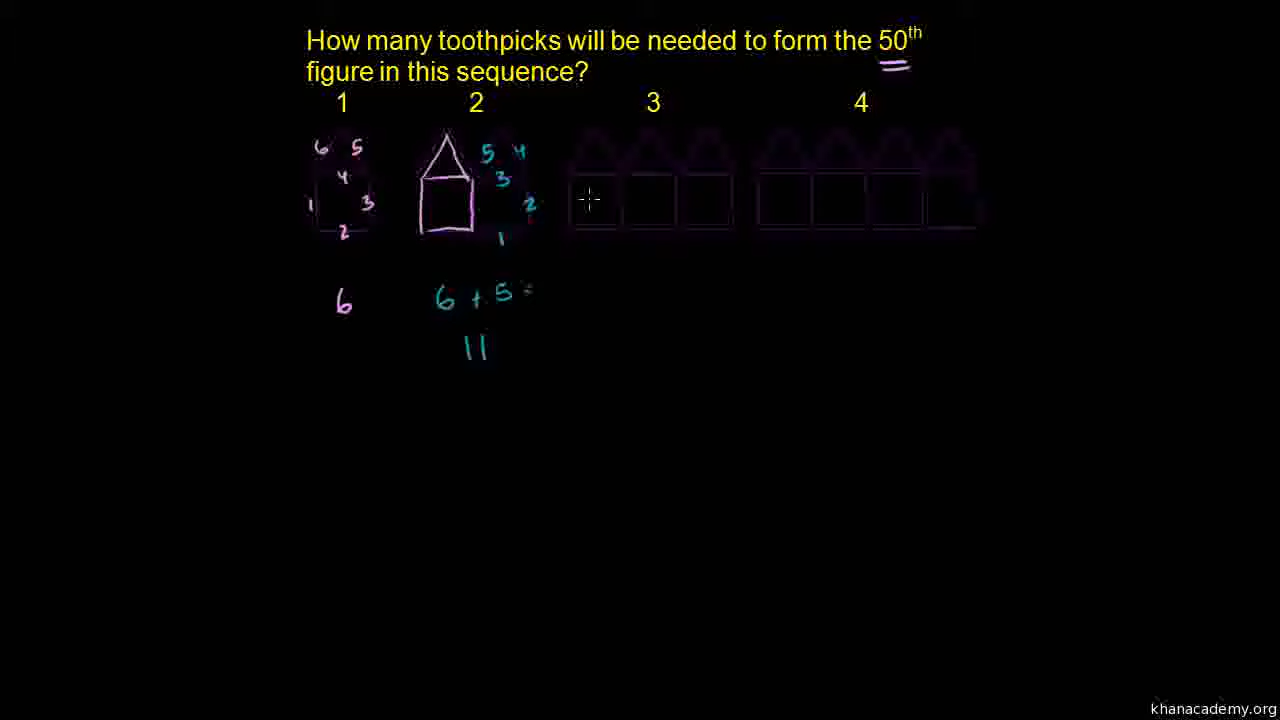 How many toothpicks will be needed to form the 50th
figure in this sequence?
1 2 3 4
6 5 5 4
4 3
1 3 2
2 1
6 6 + 5 =
11
khanacademy.org